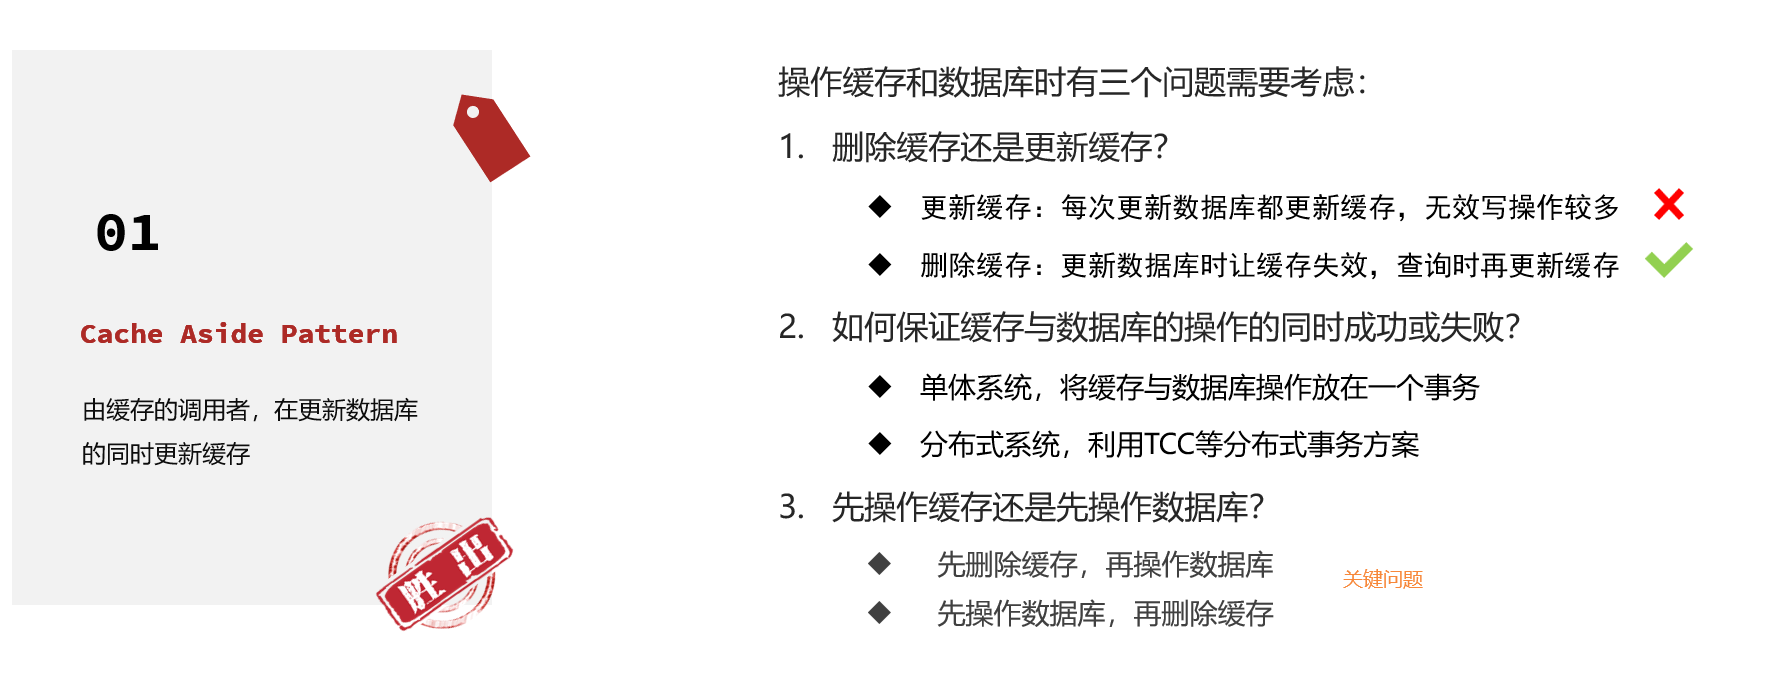 01
Cache Aside Pattern
由缓存的调用者，在更新数据库
的同时更新缓存
胜出
操作缓存和数据库时有三个问题需要考虑：
1. 删除缓存还是更新缓存？
◆ 更新缓存：每次更新数据库都更新缓存，无效写操作较多
◆ 删除缓存：更新数据库时让缓存失效，查询时再更新缓存
2. 如何保证缓存与数据库的操作的同时成功或失败？
◆ 单体系统，将缓存与数据库操作放在一个事务
◆ 分布式系统，利用TCC等分布式事务方案
3. 先操作缓存还是先操作数据库？
◆ 先删除缓存，再操作数据库
关键问题
◆ 先操作数据库，再删除缓存